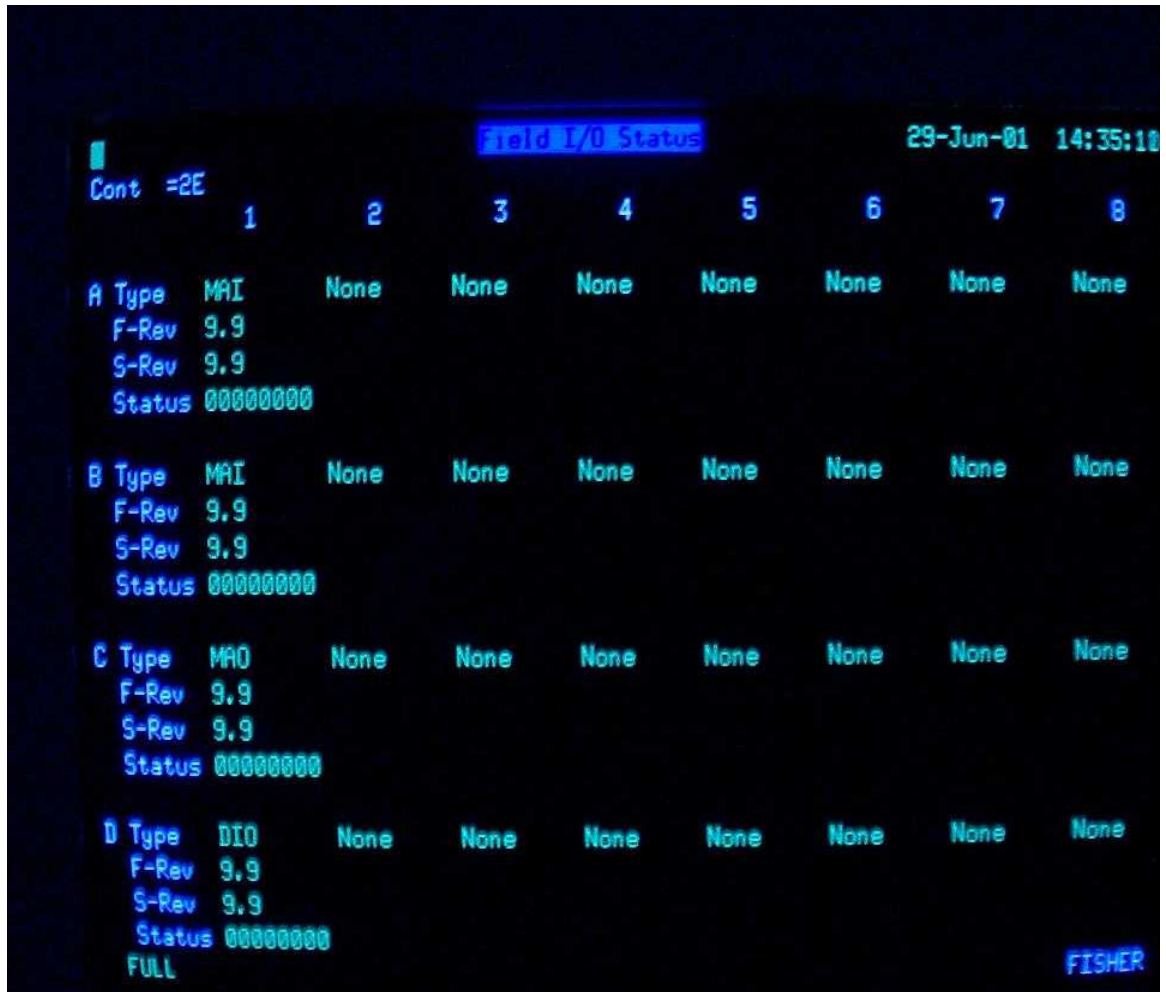 Field I/O Status 29-Jun-01 14:35:10
Cont =2E
1 2 3 4 5 6 7 8
A Type MAI None None None None None None None
F-Rev 9.9
S-Rev 9.9
Status 00000000
B Type MAI None None None None None None None
F-Rev 9.9
S-Rev 9.9
Status 00000000
C Type MAO None None None None None None None
F-Rev 9.9
S-Rev 9.9
Status 00000000
D Type DIO None None None None None None None
F-Rev 9.9
S-Rev 9.9
Status 00000000
FULL FISHER